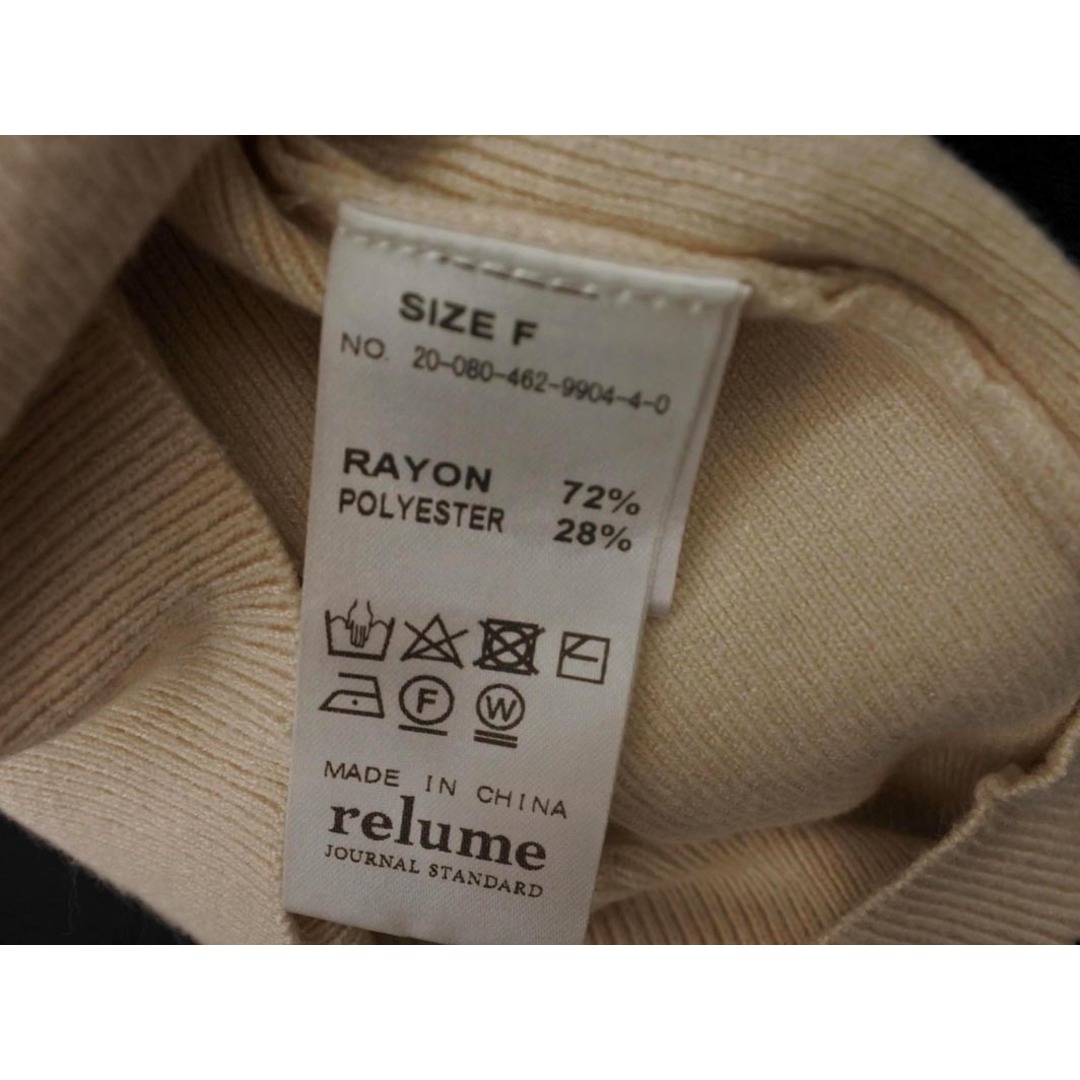 SIZE F
NO. 20-080-462-9904-4-0
RAYON 72%
POLYESTER 28%
F W
MADE IN CHINA
relume
JOURNAL STANDARD